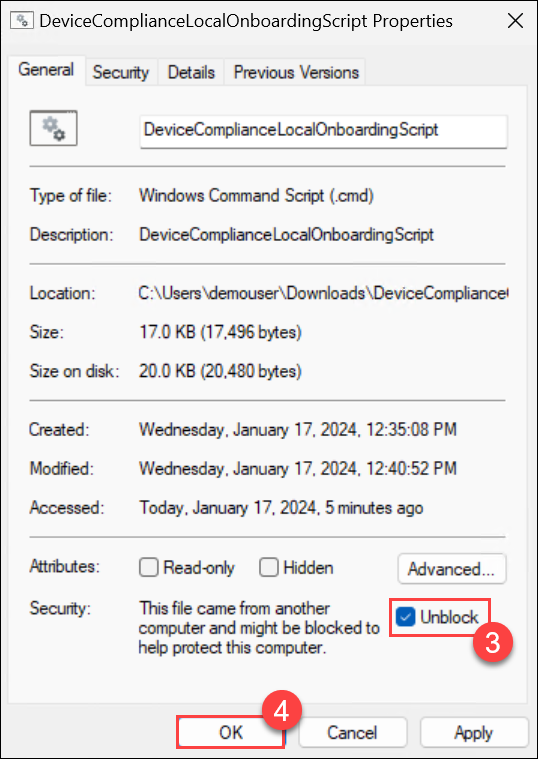 DeviceComplianceLocalOnboardingScript Properties
General Security Details Previous Versions
DeviceComplianceLocalOnboardingScript
Type of file: Windows Command Script (.cmd)
Description: DeviceComplianceLocalOnboardingScript
Location: C:\Users\demouser\Downloads\DeviceCompliance
Size: 17.0 KB (17,496 bytes)
Size on disk: 20.0 KB (20,480 bytes)
Created: Wednesday, January 17, 2024, 12:35:08 PM
Modified: Wednesday, January 17, 2024, 12:40:52 PM
Accessed: Today, January 17, 2024, 5 minutes ago
Attributes: Read-only Hidden Advanced...
Security: This file came from another
computer and might be blocked to
help protect this computer.
Unblock
3
4
OK Cancel Apply